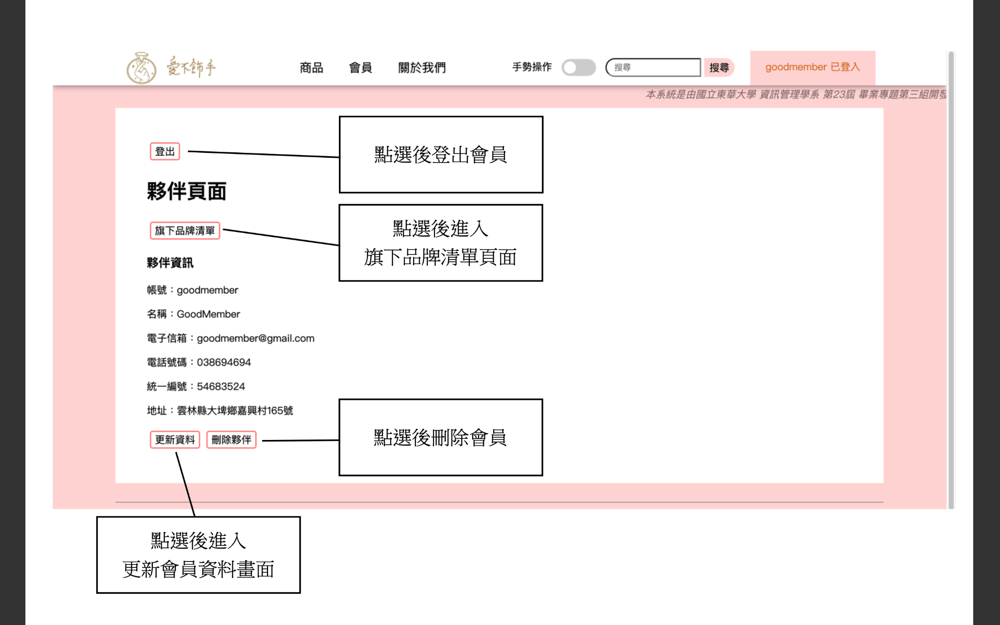 愛不飾手
商品 會員 關於我們 手勢操作 搜尋 搜尋 goodmember 已登入
本系統是由國立東華大學 資訊管理學系 第23屆 畢業專題第三組開發
登出
點選後登出會員
夥伴頁面
旗下品牌清單
點選後進入
旗下品牌清單頁面
夥伴資訊
帳號：goodmember
名稱：GoodMember
電子信箱：goodmember@gmail.com
電話號碼：038694694
統一編號：54683524
地址：雲林縣大埤鄉嘉興村165號
更新資料 刪除夥伴
點選後刪除會員
點選後進入
更新會員資料畫面